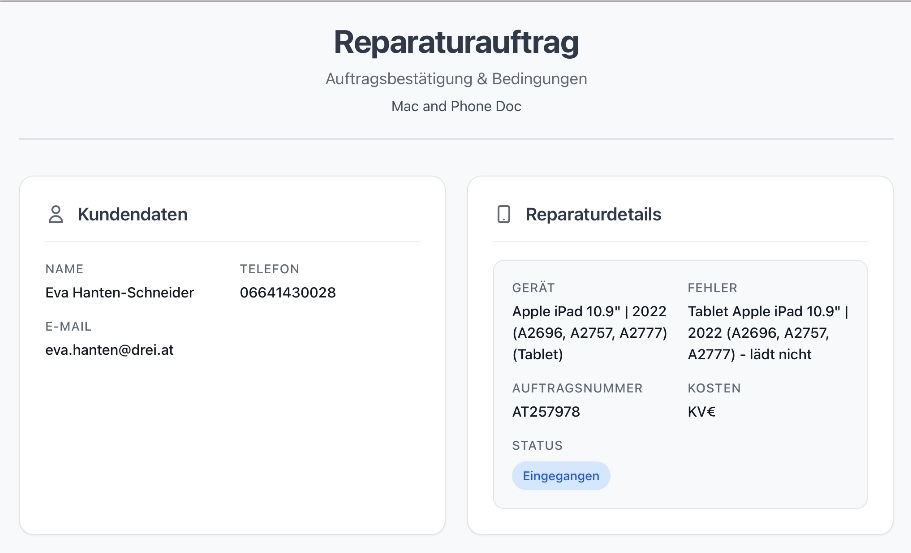 Reparaturauftrag
Auftragsbestätigung & Bedingungen
Mac and Phone Doc
Kundendaten
NAME
Eva Hanten-Schneider
TELEFON
06641430028
E-MAIL
eva.hanten@drei.at
Reparaturdetails
GERÄT
Apple iPad 10.9" | 2022
(A2696, A2757, A2777)
(Tablet)
FEHLER
Tablet Apple iPad 10.9" |
2022 (A2696, A2757,
A2777) - lädt nicht
AUFTRAGSNUMMER
AT257978
KOSTEN
KV€
STATUS
Eingegangen